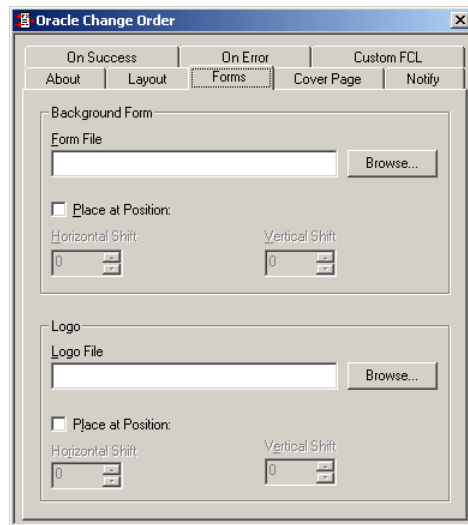 Oracle Change Order
On Success On Error Custom FCL
About Layout Forms Cover Page Notify
Background Form
Form File
Browse...
Place at Position:
Horizontal Shift Vertical Shift
0 0
Logo
Logo File
Browse...
Place at Position:
Horizontal Shift Vertical Shift
0 0